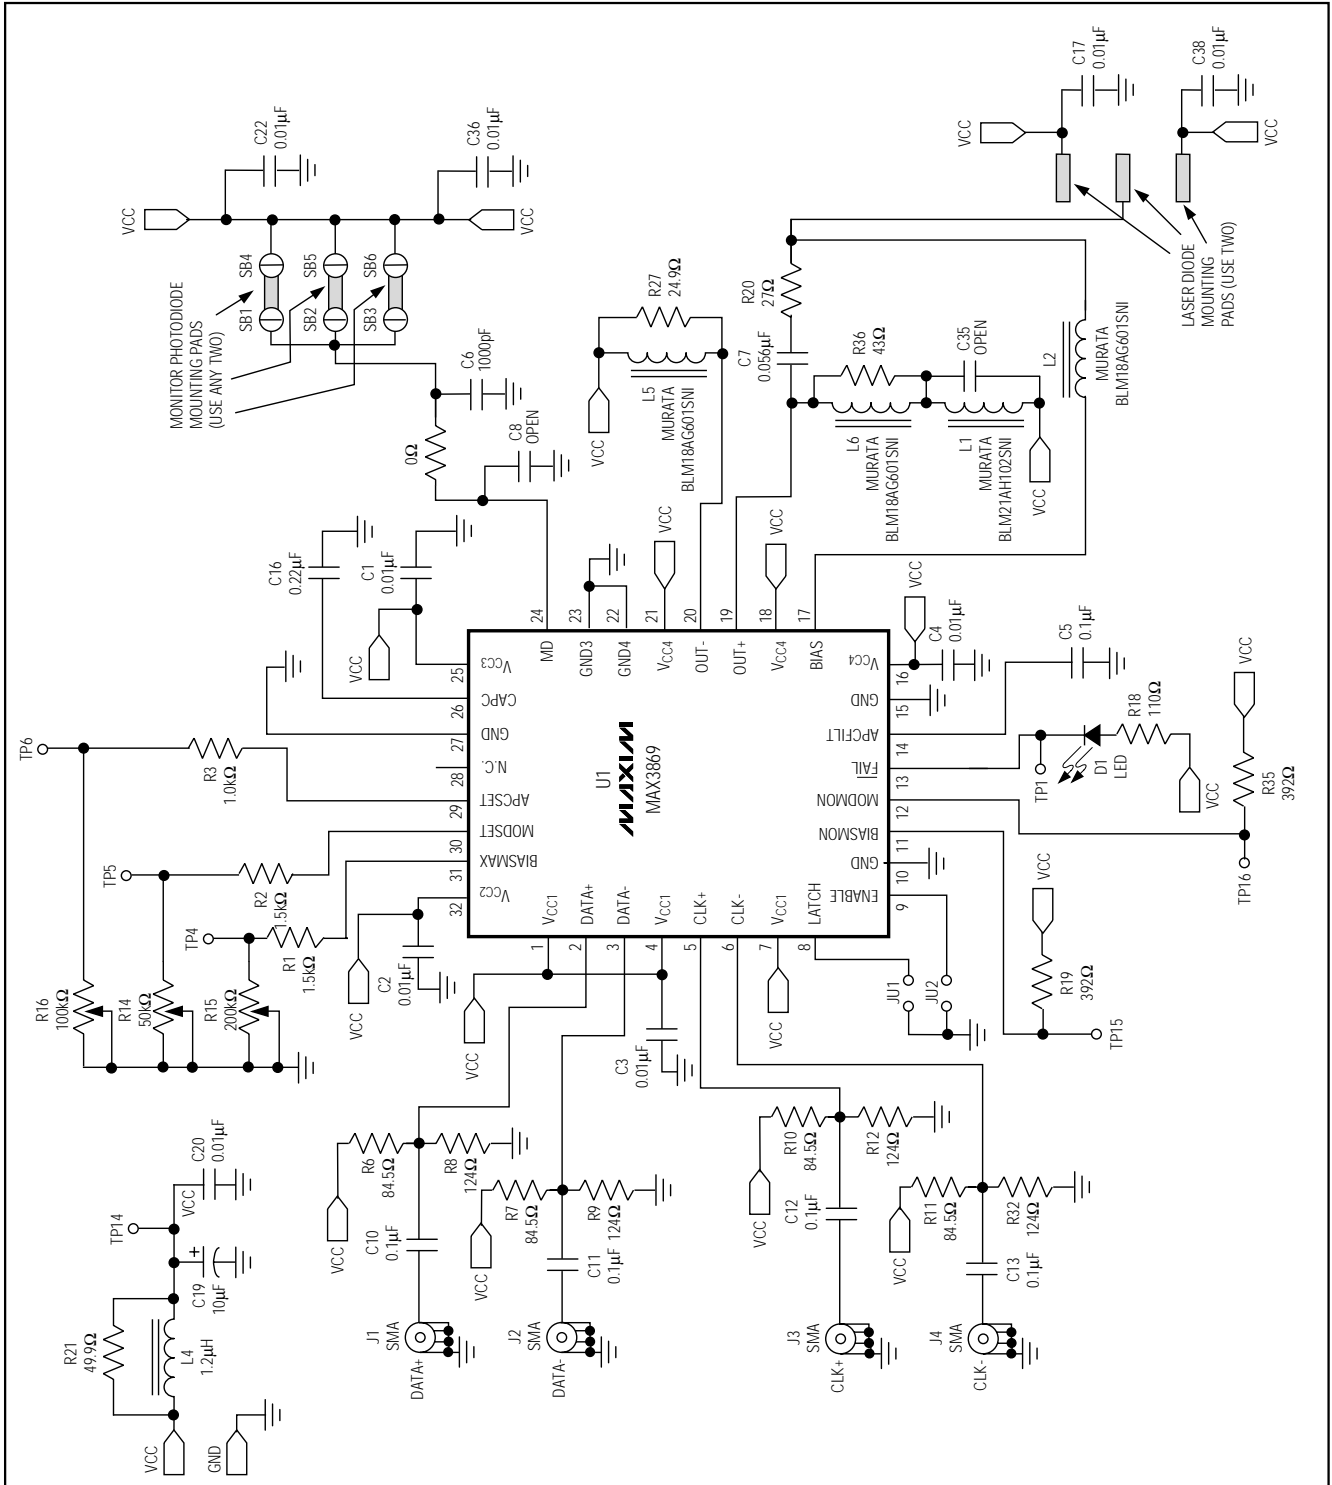 VCC
C17
0.01µF
C38
0.01µF
VCC
LASER DIODE
MOUNTING
PADS (USE TWO)
C22
0.01µF
C36
0.01µF
VCC
VCC
SB4
SB5
SB6
SB1
SB2
SB3
MONITOR PHOTODIODE
MOUNTING PADS
(USE ANY TWO)
C6
1000pF
0Ω
C8
OPEN
R27
24.9Ω
L5
MURATA
BLM18AG601SNI
VCC
R20
27Ω
C7
0.056µF
R36
43Ω
C35
OPEN
L6
MURATA
BLM18AG601SNI
L1
MURATA
BLM21AH102SNI
VCC
L2
MURATA
BLM18AG601SNI
C16
0.22µF
C1
0.01µF
VCC
VCC
VCC
24
MD
23
GND3
22
GND4
21
VCC4
20
OUT-
19
OUT+
18
VCC4
17
BIAS
25
VCC3
26
CAPC
27
GND
28
N.C.
29
APCSET
30
MODSET
31
BIASMAX
32
VCC2
U1
MAXIM
MAX3869
VCC4
16
GND
15
APCFILT
14
FAIL
13
MODMON
12
BIASMON
11
GND
10
ENABLE
9
VCC1
1
DATA+
2
DATA-
3
VCC1
4
CLK+
5
CLK-
6
VCC1
7
LATCH
8
VCC
C4
0.01µF
C5
0.1µF
TP1
D1
LED
R18
110Ω
VCC
VCC
R35
392Ω
TP16
VCC
R19
392Ω
TP15
JU1
JU2
TP6
R3
1.0kΩ
TP5
R2
1.5kΩ
TP4
R1
1.5kΩ
R16
100kΩ
R14
50kΩ
R15
200kΩ
VCC
C2
0.01µF
VCC
C3
0.01µF
VCC
TP14
VCC
C20
0.01µF
C19
+
10µF
R21
49.9Ω
L4
1.2µH
VCC
GND
VCC
R6
84.5Ω
R8
124Ω
C10
0.1µF
J1
SMA
DATA+
VCC
R7
84.5Ω
R9
124Ω
C11
0.1µF
J2
SMA
DATA-
VCC
R10
84.5Ω
R12
124Ω
C12
0.1µF
J3
SMA
CLK+
VCC
R11
84.5Ω
R32
124Ω
C13
0.1µF
J4
SMA
CLK-